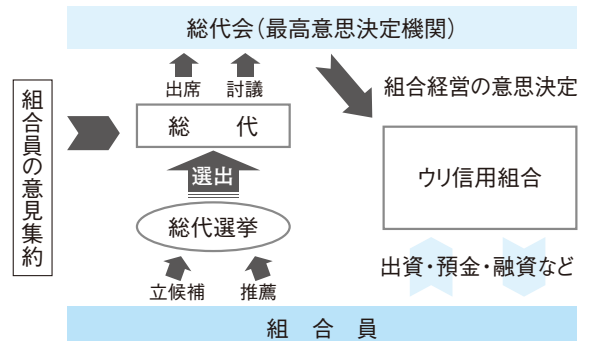 総代会（最高意思決定機関）
出席 討議
組合経営の意思決定
組合員の意見集約
総 代
選出
ウリ信用組合
総代選挙
出資・預金・融資など
立候補 推薦
組 合 員